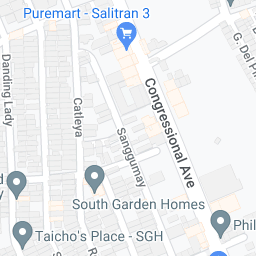 Puremart - Salitran 3
G. Del Pi
Congressional Ave
Danding Lady
Catleya
Sanggumay
d
South Garden Homes
Taicho's Place - SGH
Phil
R